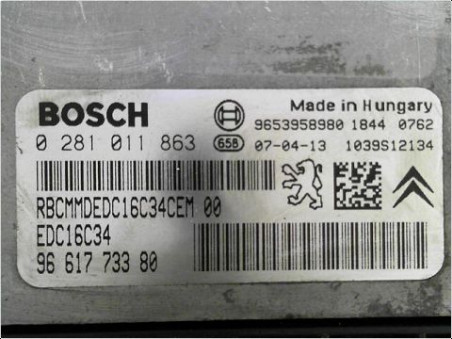 BOSCH
Made in Hungary
9653958980 1844 0762
0 281 011 863
658
07-04-13
1039S12134
RBCMMDEDC16C34CEM 00
EDC16C34
96 617 733 80